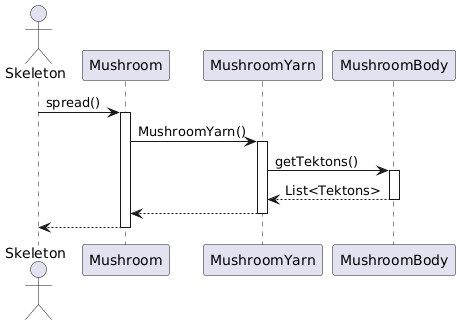 Skeleton
Mushroom
MushroomYarn
MushroomBody
spread()
MushroomYarn()
getTektons()
List<Tektons>
Skeleton
Mushroom
MushroomYarn
MushroomBody